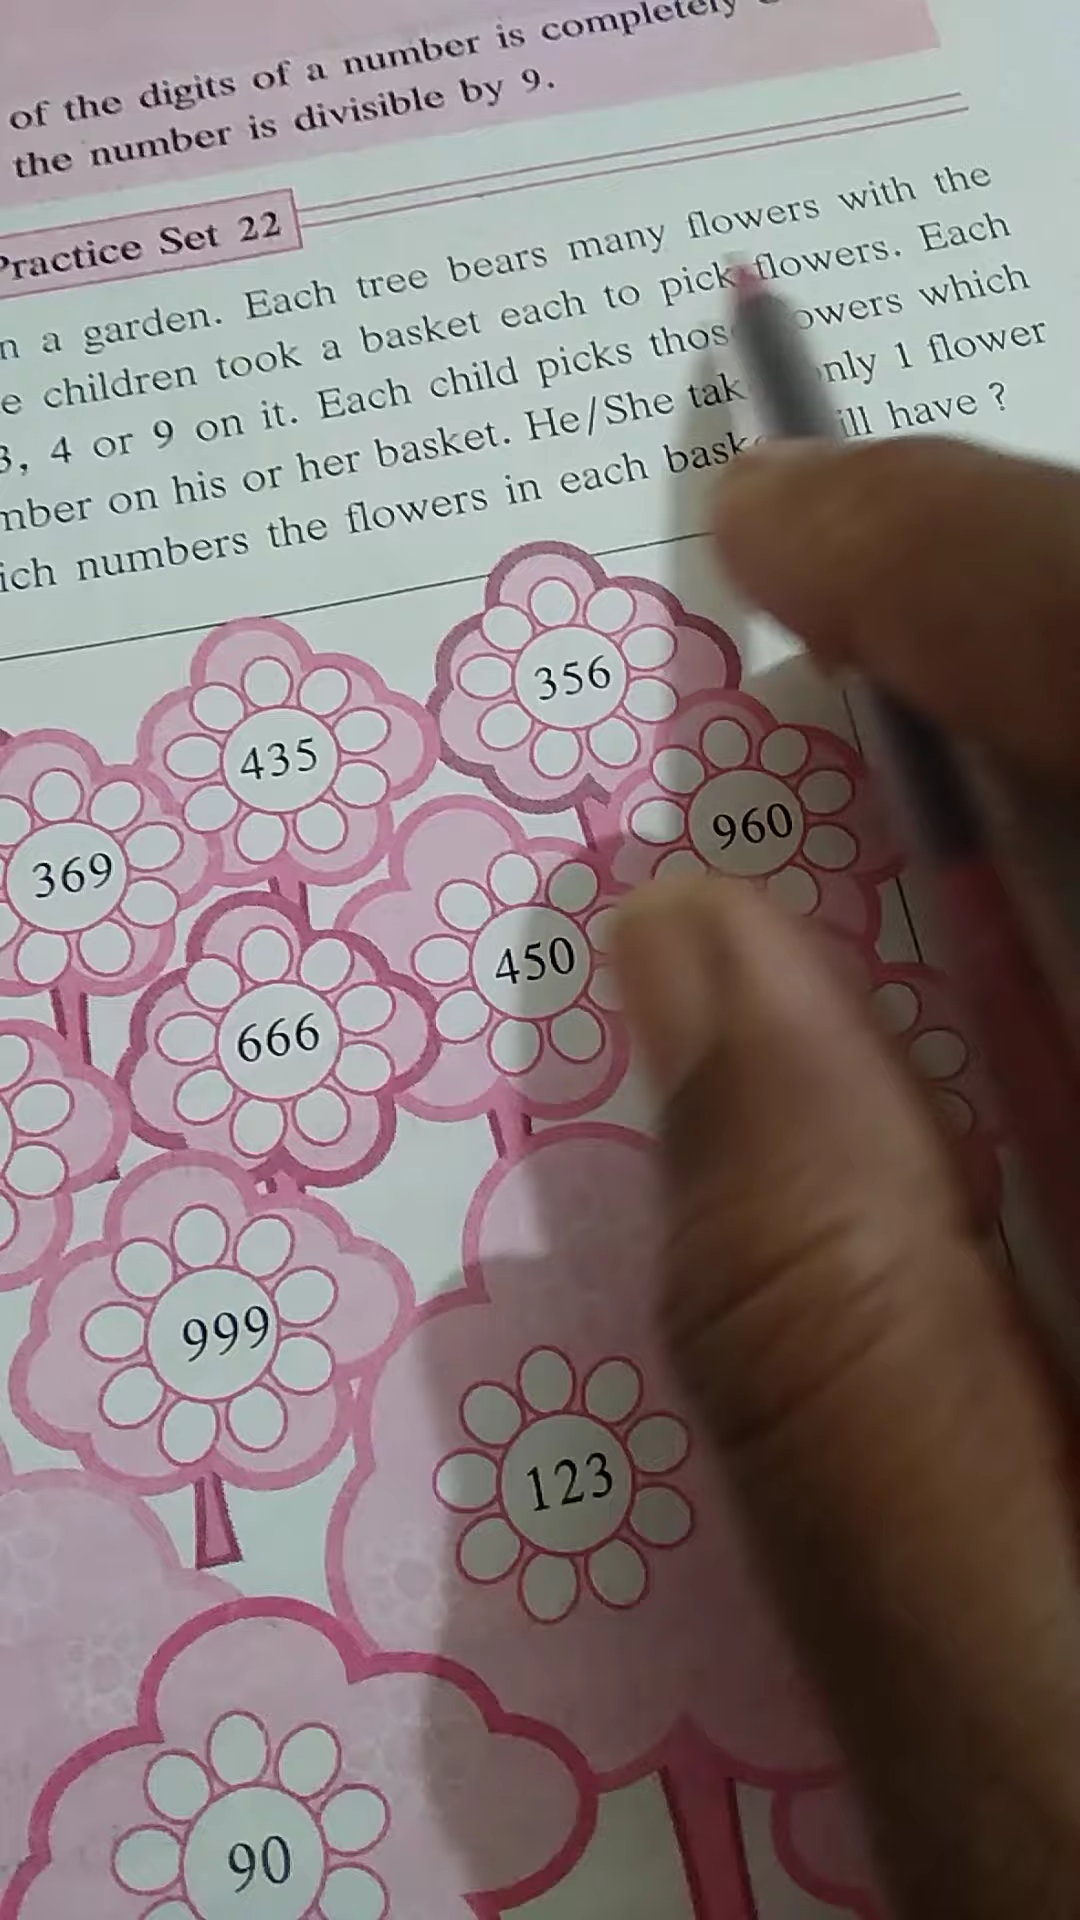 of the digits of a number is completely
the number is divisible by 9.
Practice Set 22
n a garden. Each tree bears many flowers with the
e children took a basket each to pick flowers. Each
3, 4 or 9 on it. Each child picks thos owers which
mber on his or her basket. He/She tak nly 1 flower
ich numbers the flowers in each bask ill have ?
356
435
960
369
450
666
999
123
90